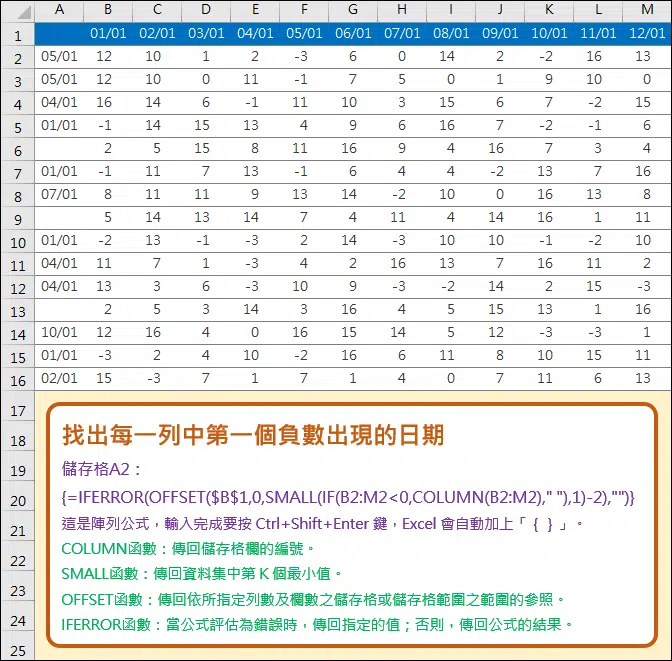 A B C D E F G H I J K L M
1 01/01 02/01 03/01 04/01 05/01 06/01 07/01 08/01 09/01 10/01 11/01 12/01
2 05/01 12 10 1 2 -3 6 0 14 2 -2 16 13
3 05/01 12 10 0 11 -1 7 5 0 1 9 10 0
4 04/01 16 14 6 -1 11 10 3 15 6 7 -2 15
5 01/01 -1 14 15 13 4 9 6 16 7 -2 -1 6
6 2 5 15 8 11 16 9 4 16 7 3 4
7 01/01 -1 11 7 13 -1 6 4 4 -2 13 7 16
8 07/01 8 11 11 9 13 14 -2 10 0 16 13 8
9 5 14 13 14 7 4 11 4 14 16 1 11
10 01/01 -2 13 -1 -3 2 14 -3 10 10 -1 -2 10
11 04/01 11 7 1 -3 4 2 16 13 7 16 11 2
12 04/01 13 3 6 -3 10 9 -3 -2 14 2 15 -3
13 2 5 3 14 3 16 4 5 15 13 1 16
14 10/01 12 16 4 0 16 15 14 5 12 -3 -3 1
15 01/01 -3 2 4 10 -2 16 6 11 8 10 15 11
16 02/01 15 -3 7 1 7 1 4 0 7 11 6 13
17
18 找出每一列中第一個負數出現的日期
19 儲存格A2：
20 {=IFERROR(OFFSET($B$1,0,SMALL(IF(B2:M2<0,COLUMN(B2:M2)," "),1)-2),"")}
21 這是陣列公式，輸入完成要按 Ctrl+Shift+Enter 鍵，Excel 會自動加上「 { } 」。
22 COLUMN函數：傳回儲存格欄的編號。
23 SMALL函數：傳回資料集中第 K 個最小值。
24 OFFSET函數：傳回依所指定列數及欄數之儲存格或儲存格範圍之範圍的參照。
25 IFERROR函數：當公式評估為錯誤時，傳回指定的值；否則，傳回公式的結果。